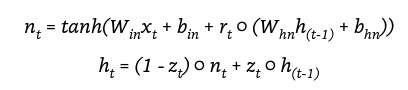 n_t = tanh(W_in x_t + b_in + r_t ○ (W_hn h_(t-1) + b_hn))
h_t = (1 - z_t) ○ n_t + z_t ○ h_(t-1)